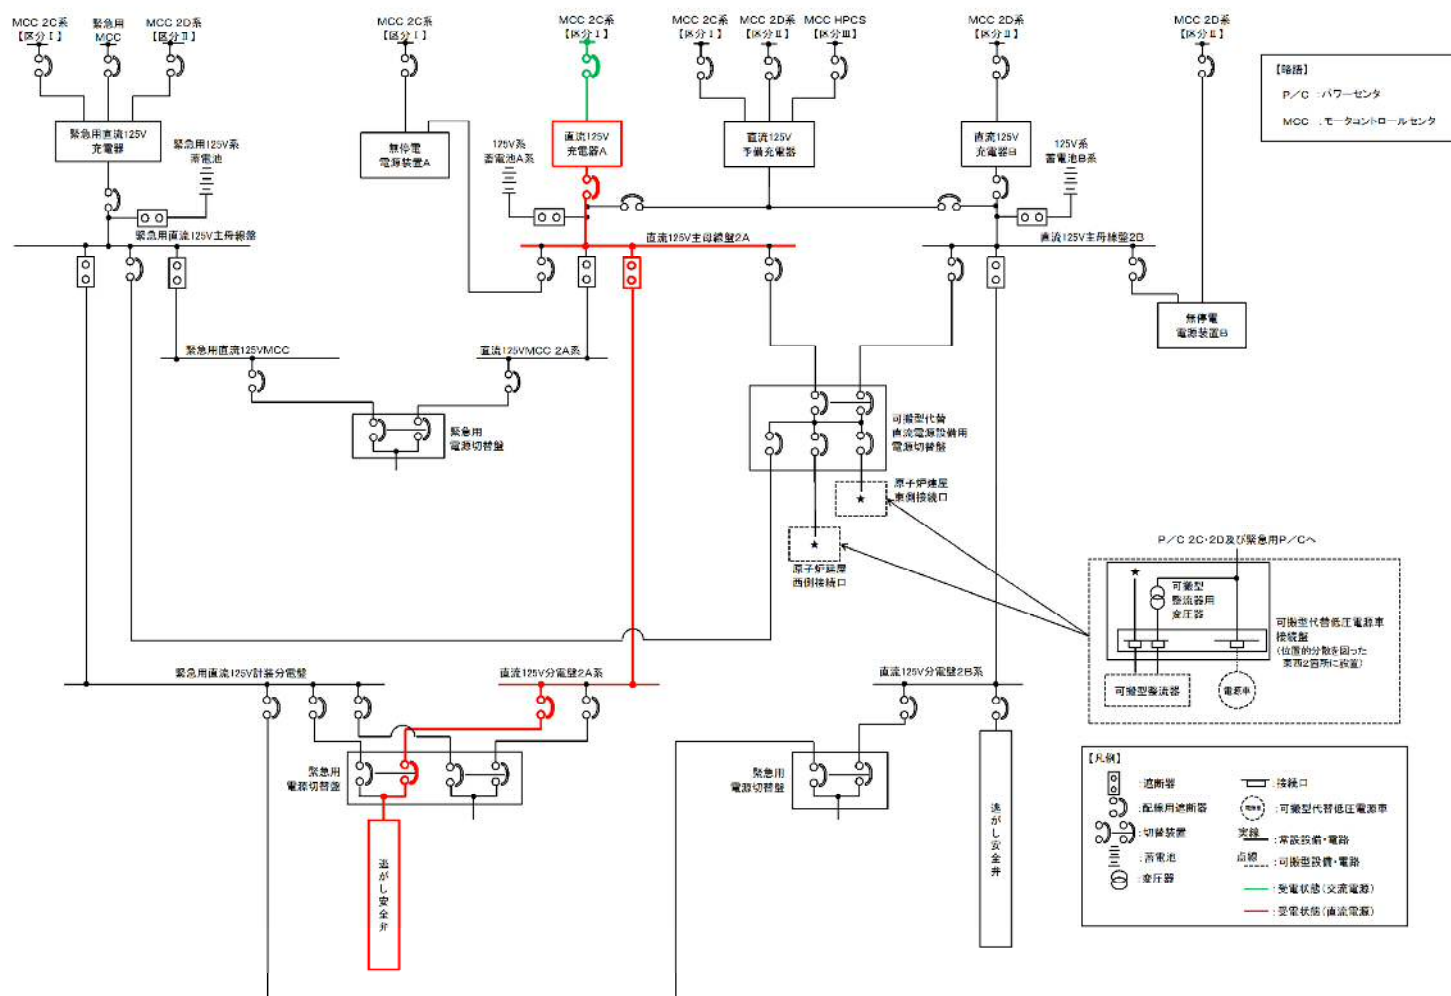 MCC 2C系
【区分Ⅰ】
緊急用
MCC
MCC 2D系
【区分Ⅱ】
MCC 2C系
【区分Ⅰ】
MCC 2C系
【区分Ⅰ】
MCC 2C系
【区分Ⅰ】
MCC 2D系
【区分Ⅱ】
MCC HPCS
【区分Ⅲ】
MCC 2D系
【区分Ⅱ】
MCC 2D系
【区分Ⅱ】
【略語】
P/C :パワーセンタ
MCC :モータコントロールセンタ
緊急用直流125V
充電器
緊急用125V系
蓄電池
無停電
電源装置A
125V系
蓄電池A系
直流125V
充電器A
直流125V
予備充電器
直流125V
充電器B
125V系
蓄電池B系
緊急用直流125V主母線盤
直流125V主母線盤2A
直流125V主母線盤2B
無停電
電源装置B
緊急用直流125VMCC
直流125VMCC 2A系
緊急用
電源切替盤
可搬型代替
直流電源設備用
電源切替盤
原子炉建屋
東側接続口
★
★
原子炉建屋
西側接続口
P/C 2C・2D及び緊急用P/Cへ
★
可搬型
整流器用
変圧器
可搬型代替低圧電源車
接続盤
(位置的分散を図った
東西2箇所に設置)
可搬型整流器
電源車
緊急用直流125V計装分電盤
直流125V分電盤2A系
直流125V分電盤2B系
緊急用
電源切替盤
緊急用
電源切替盤
逃がし安全弁
逃がし安全弁
【凡例】
:遮断器
:接続口
:配線用遮断器
:可搬型代替低圧電源車
:切替装置
実線
:常設設備・電路
:蓄電池
点線
:可搬型設備・電路
:変圧器
:受電状態(交流電源)
:受電状態(直流電源)